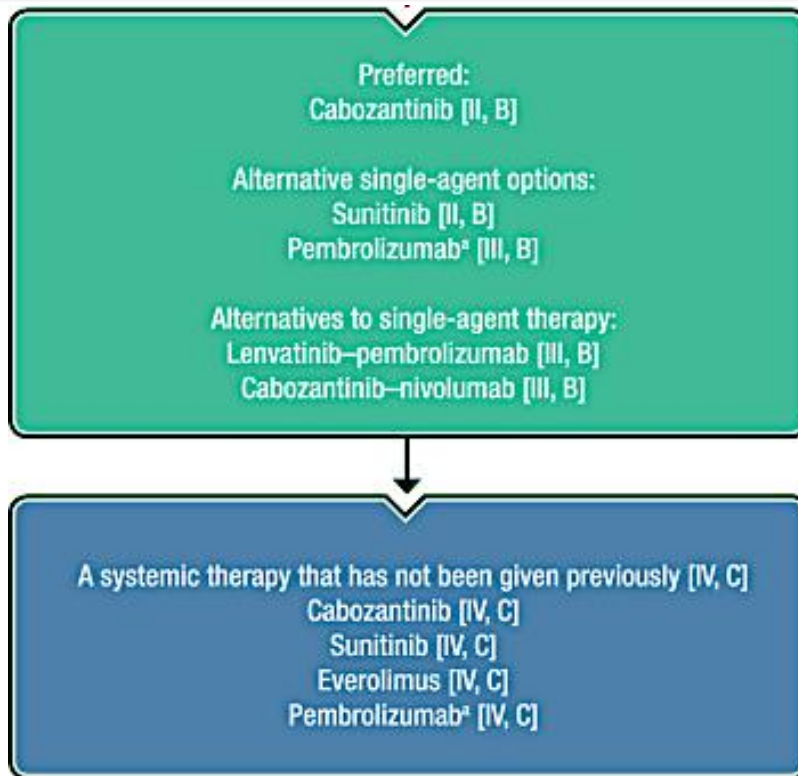 Preferred:
Cabozantinib [II, B]
Alternative single-agent options:
Sunitinib [II, B]
Pembrolizumabª [III, B]
Alternatives to single-agent therapy:
Lenvatinib–pembrolizumab [III, B]
Cabozantinib–nivolumab [III, B]
A systemic therapy that has not been given previously [IV, C]
Cabozantinib [IV, C]
Sunitinib [IV, C]
Everolimus [IV, C]
Pembrolizumabª [IV, C]